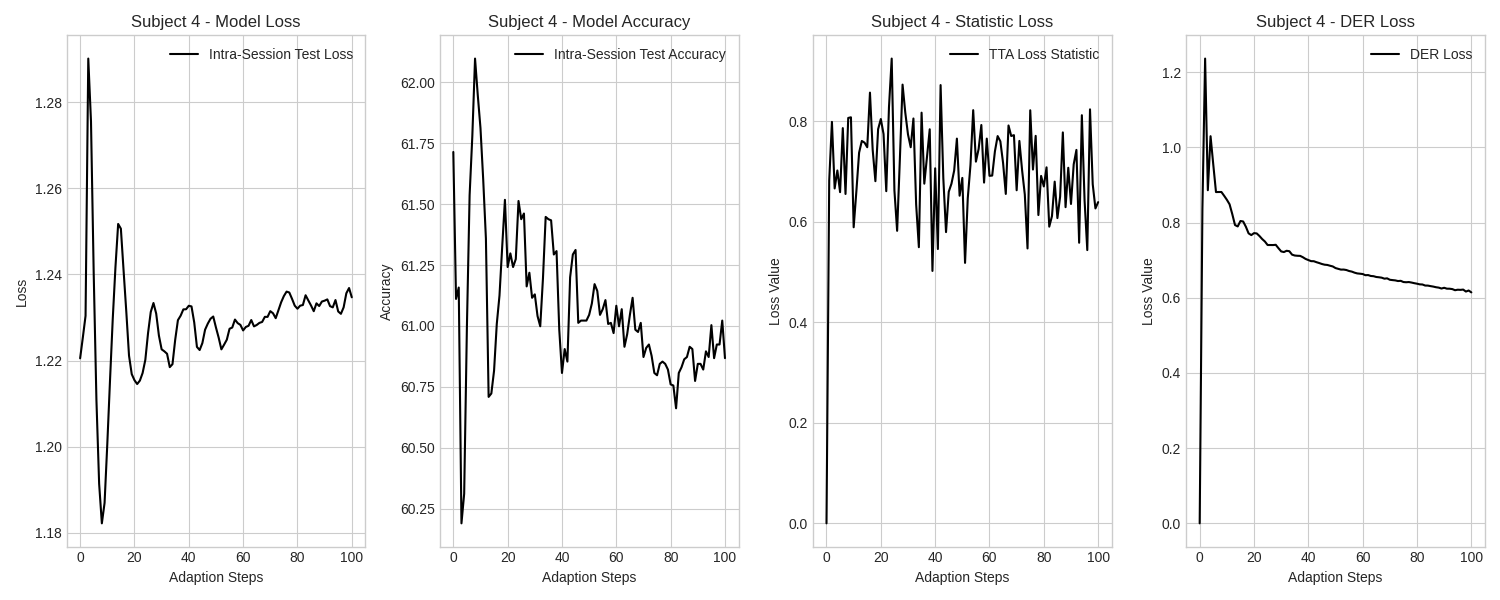 Subject 4 - Model Loss
Intra-Session Test Loss
1.28
1.26
1.24
1.22
1.20
1.18
Loss
0 20 40 60 80 100
Adaption Steps
Subject 4 - Model Accuracy
Intra-Session Test Accuracy
62.00
61.75
61.50
61.25
61.00
60.75
60.50
60.25
Accuracy
0 20 40 60 80 100
Adaption Steps
Subject 4 - Statistic Loss
TTA Loss Statistic
0.8
0.6
0.4
0.2
0.0
Loss Value
0 20 40 60 80 100
Adaption Steps
Subject 4 - DER Loss
DER Loss
1.2
1.0
0.8
0.6
0.4
0.2
0.0
Loss Value
0 20 40 60 80 100
Adaption Steps